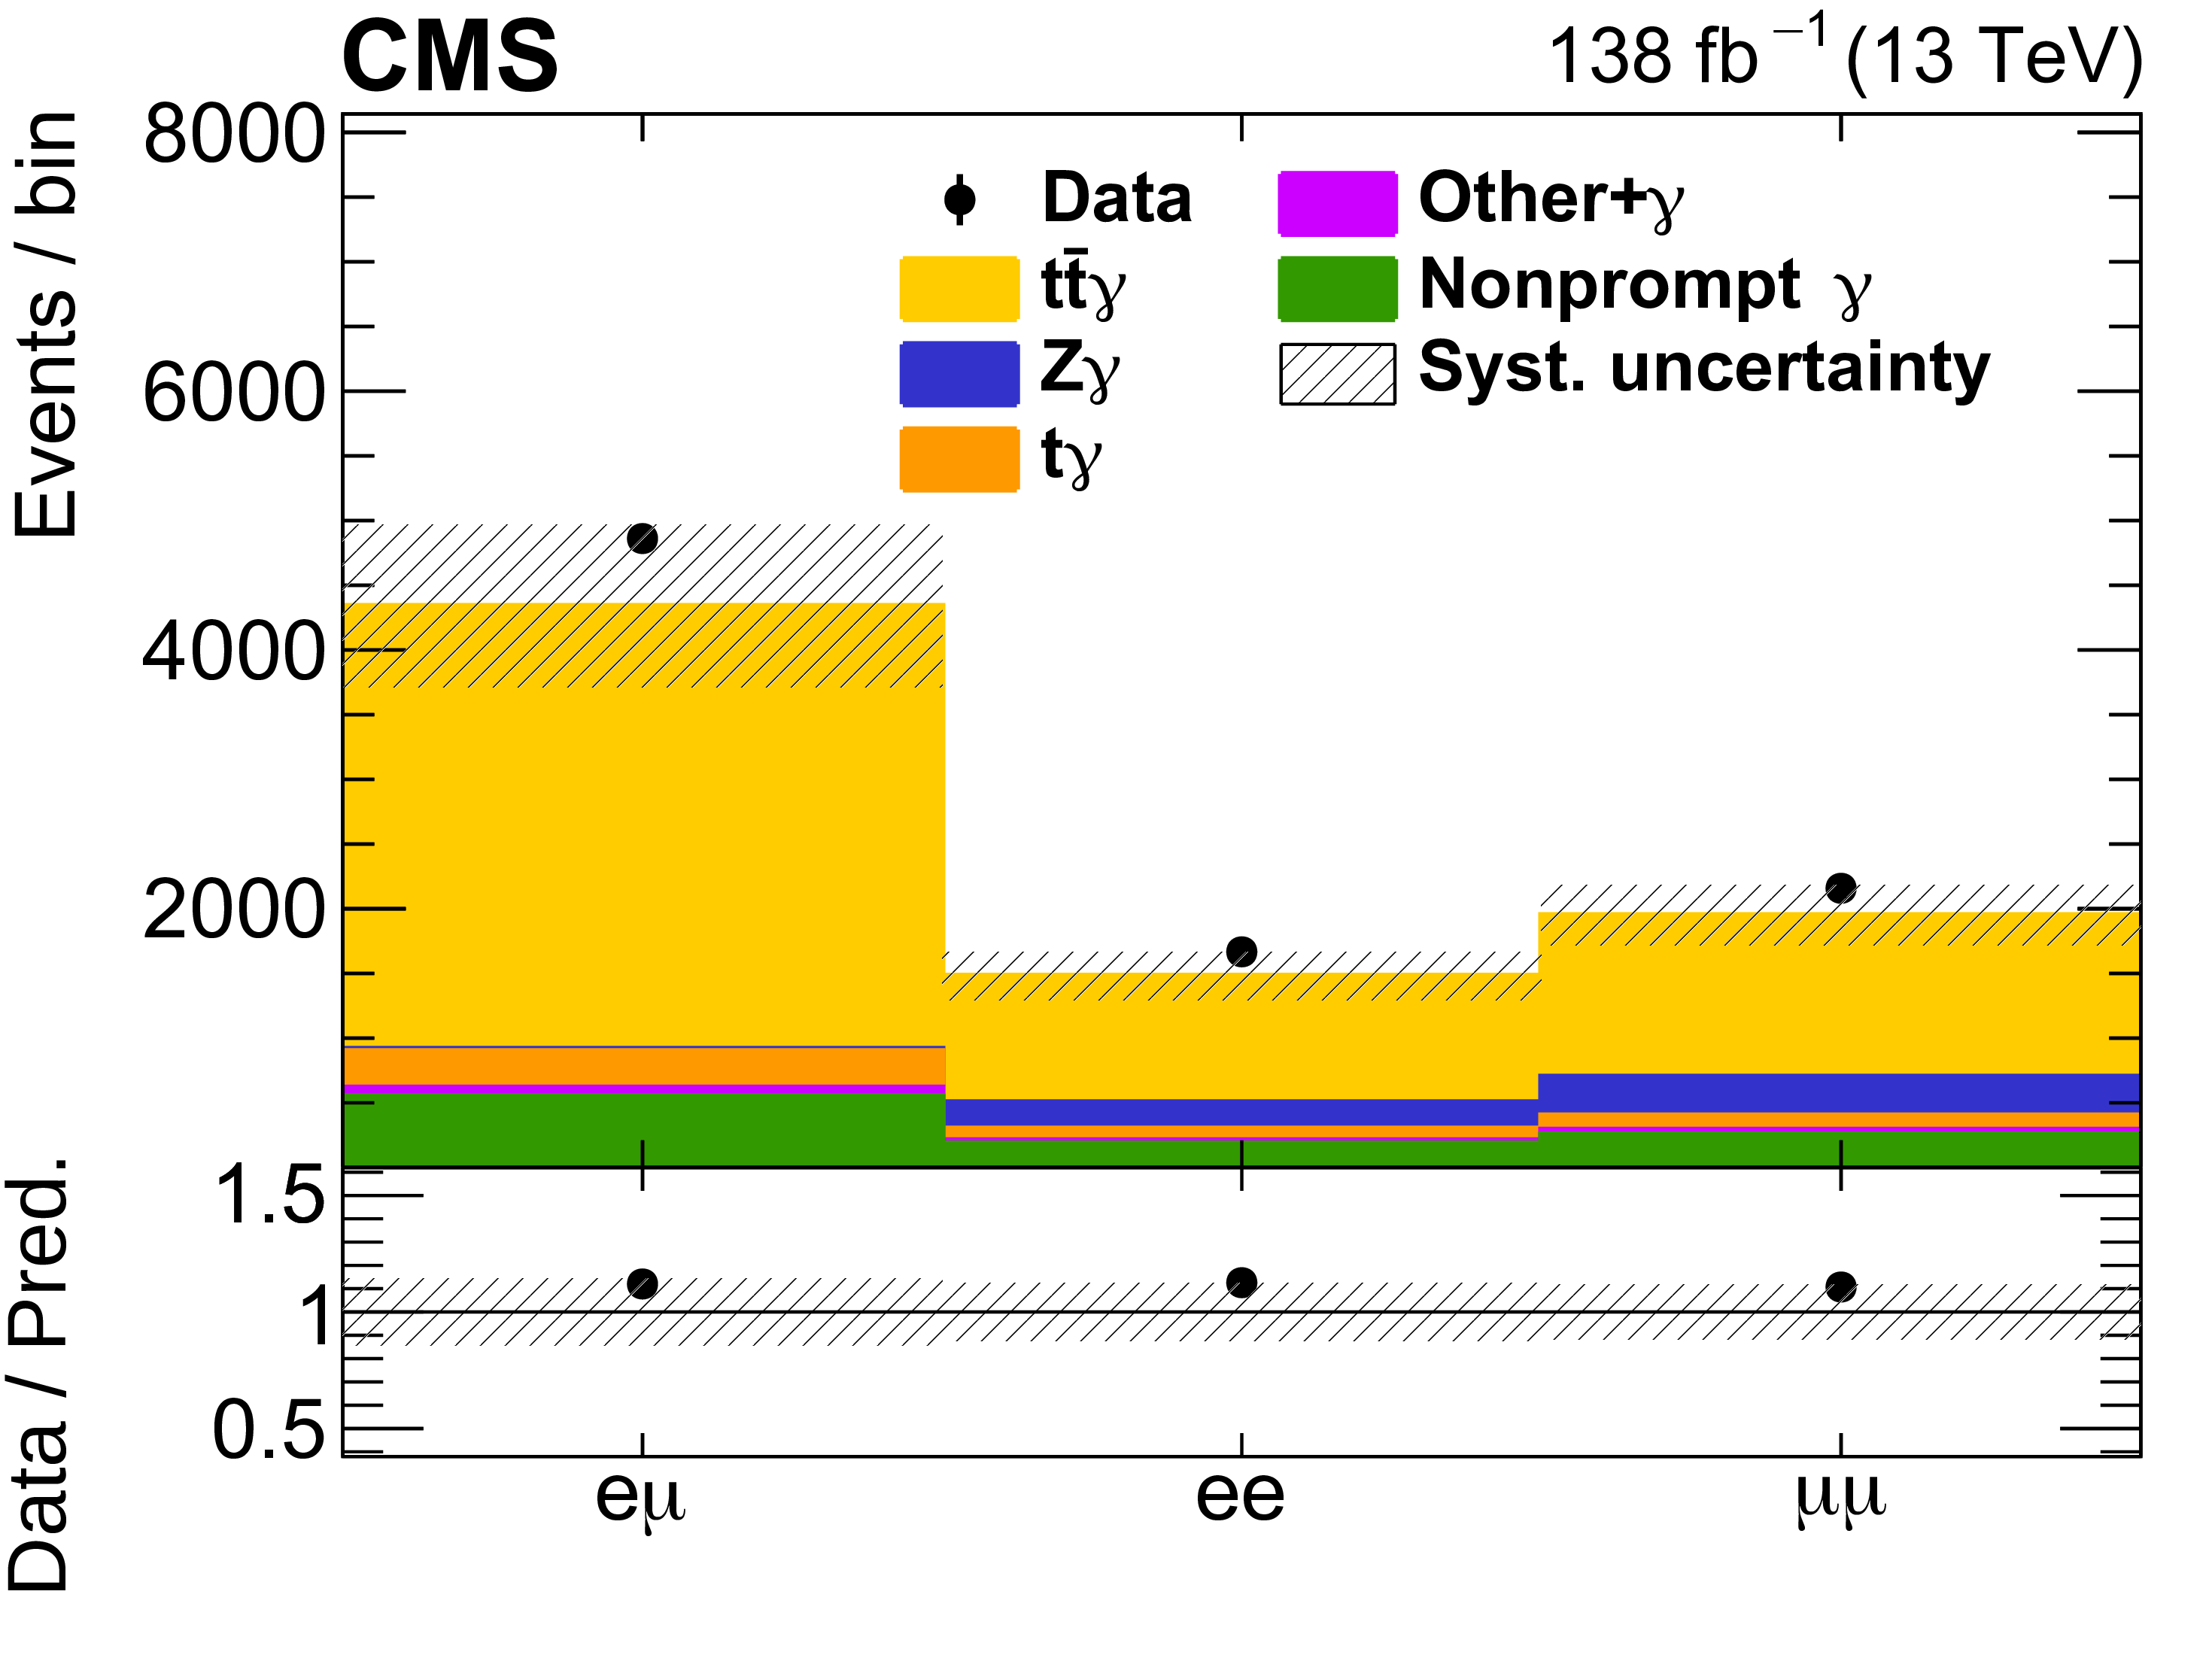 CMS
138 fb⁻¹ (13 TeV)
Events / bin
8000
6000
4000
2000
Data
tt̄γ
Zγ
tγ
Other+γ
Nonprompt γ
Syst. uncertainty
Data / Pred.
1.5
1
0.5
eμ
ee
μμ